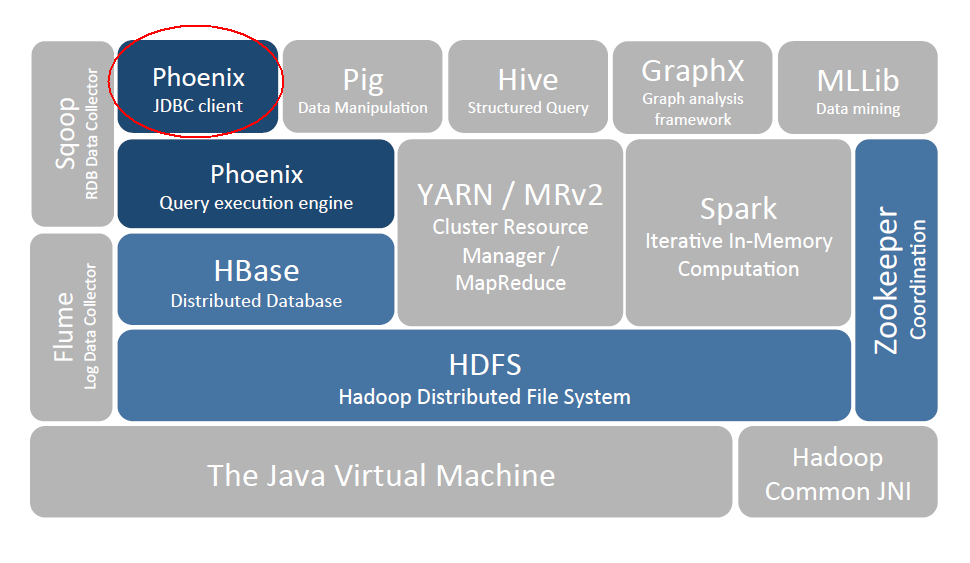 Sqoop
RDB Data Collector
Phoenix
JDBC client
Pig
Data Manipulation
Hive
Structured Query
GraphX
Graph analysis
framework
MLLib
Data mining
Phoenix
Query execution engine
YARN / MRv2
Cluster Resource
Manager /
MapReduce
Spark
Iterative In-Memory
Computation
Zookeeper
Coordination
Flume
Log Data Collector
HBase
Distributed Database
HDFS
Hadoop Distributed File System
The Java Virtual Machine
Hadoop
Common JNI